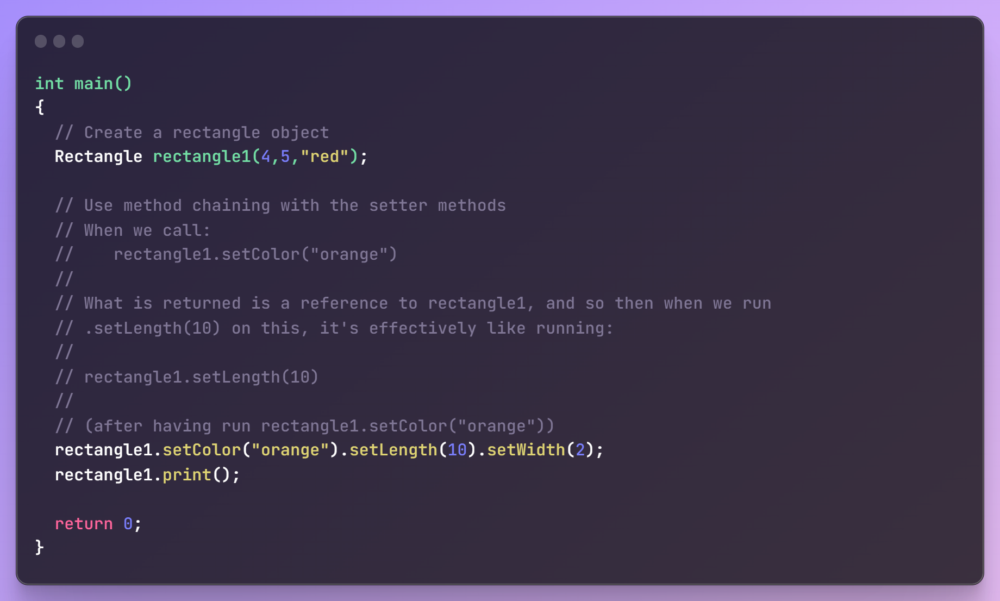 int main()
{
  // Create a rectangle object
  Rectangle rectangle1(4,5,"red");

  // Use method chaining with the setter methods
  // When we call:
  //    rectangle1.setColor("orange")
  //
  // What is returned is a reference to rectangle1, and so then when we run
  // .setLength(10) on this, it's effectively like running:
  //
  // rectangle1.setLength(10)
  //
  // (after having run rectangle1.setColor("orange"))
  rectangle1.setColor("orange").setLength(10).setWidth(2);
  rectangle1.print();

  return 0;
}